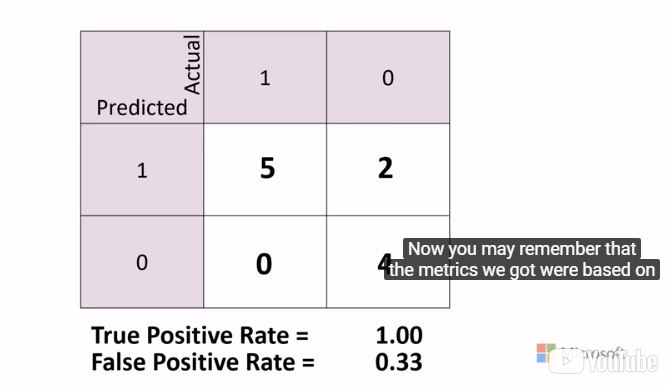 Actual
1 0
Predicted
1 5 2
0 0 4
Now you may remember that
the metrics we got were based on
True Positive Rate = 1.00
False Positive Rate = 0.33
Microsoft
YouTube